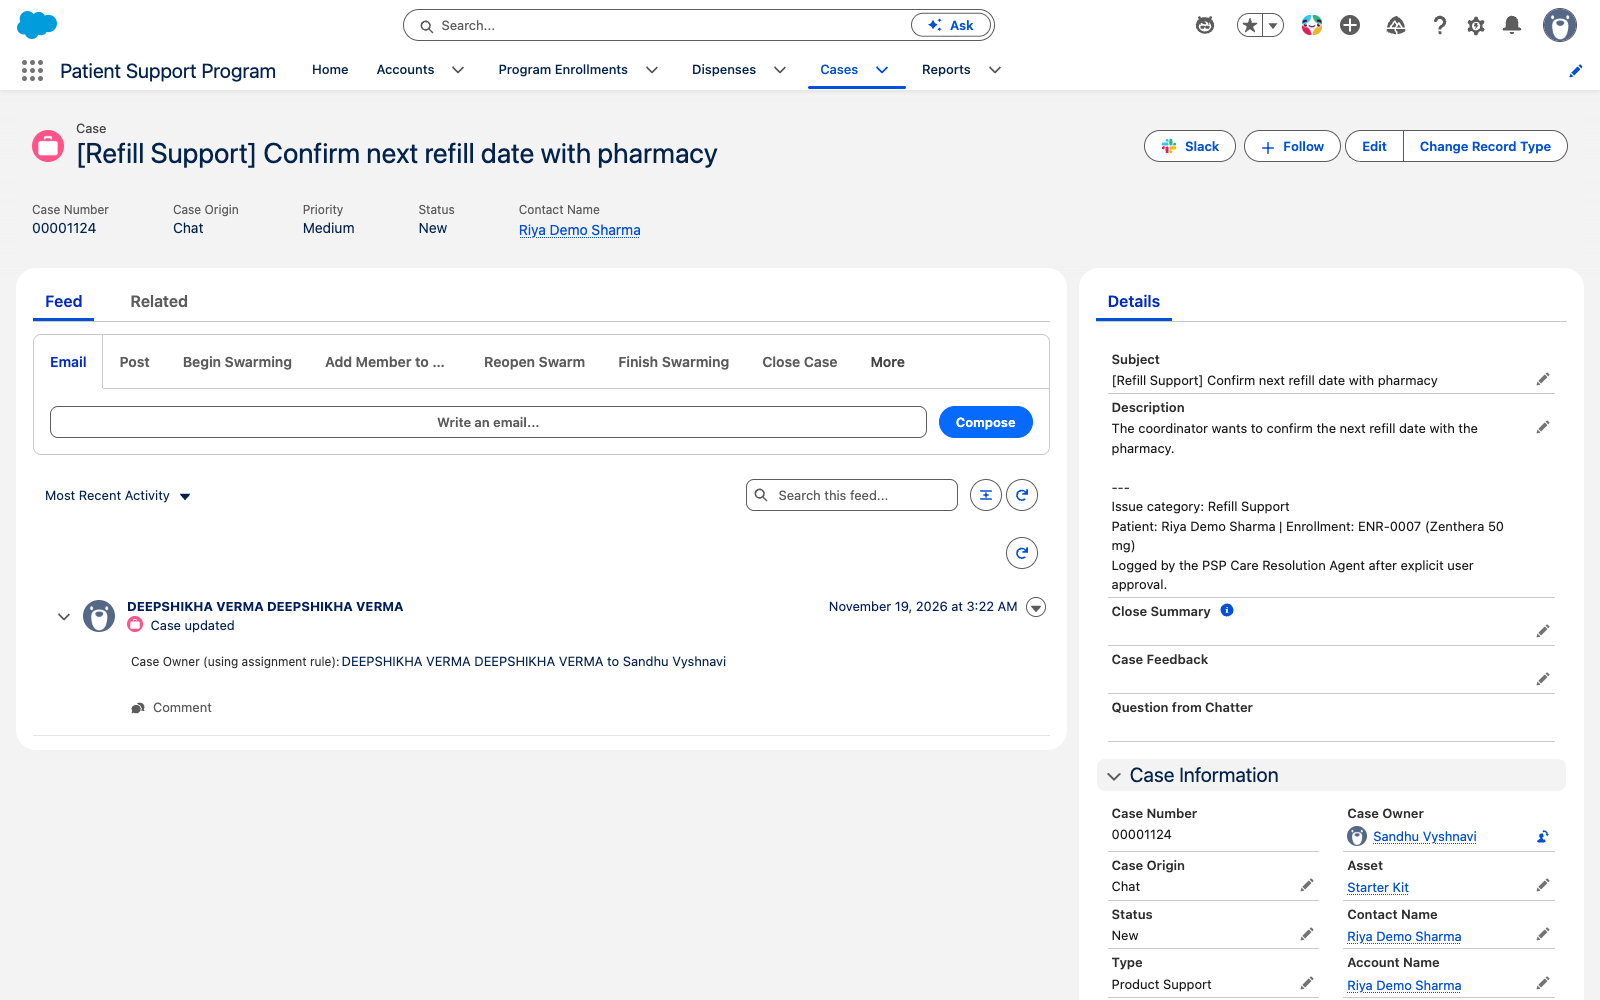 Search...
Ask
Patient Support Program
Home
Accounts
Program Enrollments
Dispenses
Cases
Reports
Case
[Refill Support] Confirm next refill date with pharmacy
Slack
Follow
Edit
Change Record Type
Case Number
00001124
Case Origin
Chat
Priority
Medium
Status
New
Contact Name
Riya Demo Sharma
Feed
Related
Email
Post
Begin Swarming
Add Member to ...
Reopen Swarm
Finish Swarming
Close Case
More
Write an email...
Compose
Most Recent Activity
Search this feed...
DEEPSHIKHA VERMA DEEPSHIKHA VERMA
November 19, 2026 at 3:22 AM
Case updated
Case Owner (using assignment rule): DEEPSHIKHA VERMA DEEPSHIKHA VERMA to Sandhu Vyshnavi
Comment
Details
Subject
[Refill Support] Confirm next refill date with pharmacy
Description
The coordinator wants to confirm the next refill date with the
pharmacy.
---
Issue category: Refill Support
Patient: Riya Demo Sharma | Enrollment: ENR-0007 (Zenthera 50
mg)
Logged by the PSP Care Resolution Agent after explicit user
approval.
Close Summary
Case Feedback
Question from Chatter
Case Information
Case Number
00001124
Case Owner
Sandhu Vyshnavi
Case Origin
Chat
Asset
Starter Kit
Status
New
Contact Name
Riya Demo Sharma
Type
Product Support
Account Name
Riya Demo Sharma